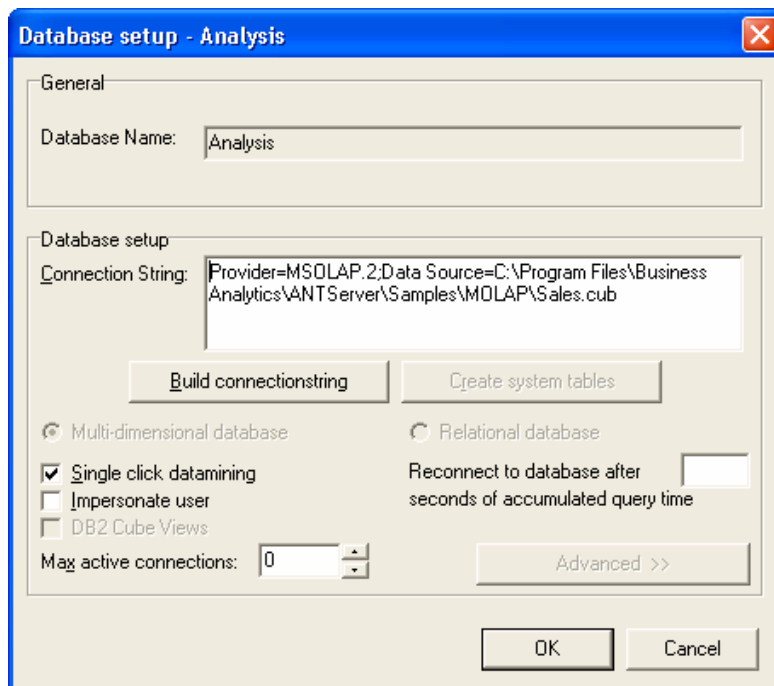 Database setup - Analysis
General
Database Name:
Analysis
Database setup
Connection String:
Provider=MSOLAP.2;Data Source=C:\Program Files\Business
Analytics\ANTServer\Samples\MOLAP\Sales.cub
Build connectionstring
Create system tables
Multi-dimensional database
Relational database
Single click datamining
Reconnect to database after
Impersonate user
seconds of accumulated query time
DB2 Cube Views
Max active connections:
0
Advanced >>
OK
Cancel